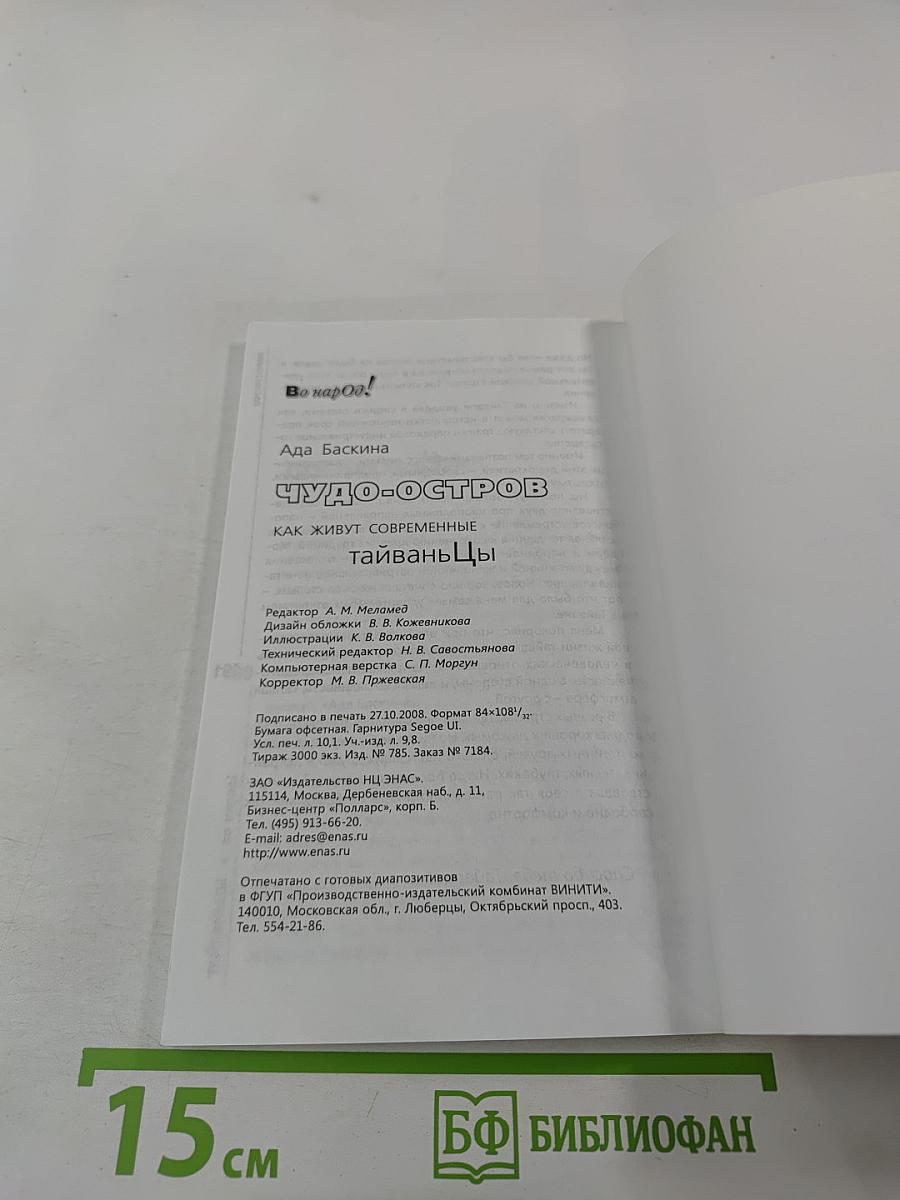 Во нарОд!
Ада Баскина
ЧУДО-ОСТРОВ
КАК ЖИВУТ СОВРЕМЕННЫЕ
тайваньЦы
Редактор А. М. Меламед
Дизайн обложки В. В. Кожевникова
Иллюстрации К. В. Волкова
Технический редактор Н. В. Савостьянова
Компьютерная верстка С. П. Моргун
Корректор М. В. Пржевская
Подписано в печать 27.10.2008. Формат 84×108¹/₃₂.
Бумага офсетная. Гарнитура Segoe UI.
Усл. печ. л. 10,1. Уч.-изд. л. 9,8.
Тираж 3000 экз. Изд. № 785. Заказ № 7184.
ЗАО «Издательство НЦ ЭНАС».
115114, Москва, Дербеневская наб., д. 11,
Бизнес-центр «Полларс», корп. Б.
Тел. (495) 913-66-20.
E-mail: adres@enas.ru
http://www.enas.ru
Отпечатано с готовых диапозитивов
в ФГУП «Производственно-издательский комбинат ВИНИТИ».
140010, Московская обл., г. Люберцы, Октябрьский просп., 403.
Тел. 554-21-86.
15 см
БФ БИБЛИОФАН